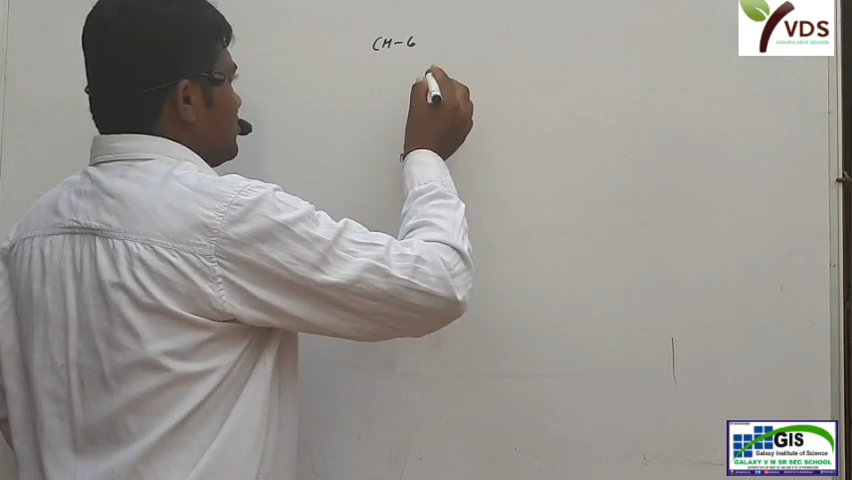 CH-6
VDS
GIS
Galaxy Institute of Science
GALAXY V M SR SEC SCHOOL